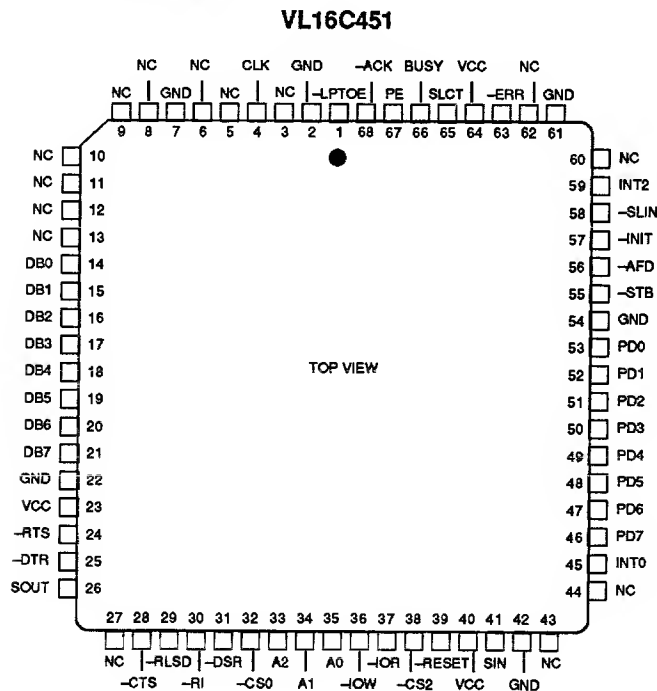 VL16C451
NC NC CLK GND –ACK BUSY VCC NC
NC GND NC NC –LPTOE PE SLCT –ERR GND
9 8 7 6 5 4 3 2 1 68 67 66 65 64 63 62 61
NC 10 60 NC
NC 11 59 INT2
NC 12 58 –SLIN
NC 13 57 –INIT
DB0 14 56 –AFD
DB1 15 55 –STB
DB2 16 54 GND
DB3 17 53 PD0
DB4 18 52 PD1
TOP VIEW
DB5 19 51 PD2
DB6 20 50 PD3
DB7 21 49 PD4
GND 22 48 PD5
VCC 23 47 PD6
–RTS 24 46 PD7
–DTR 25 45 INT0
SOUT 26 44 NC
27 28 29 30 31 32 33 34 35 36 37 38 39 40 41 42 43
NC –RLSD –DSR A2 A0 –IOR –RESET SIN NC
–CTS –RI –CS0 A1 –IOW –CS2 VCC GND